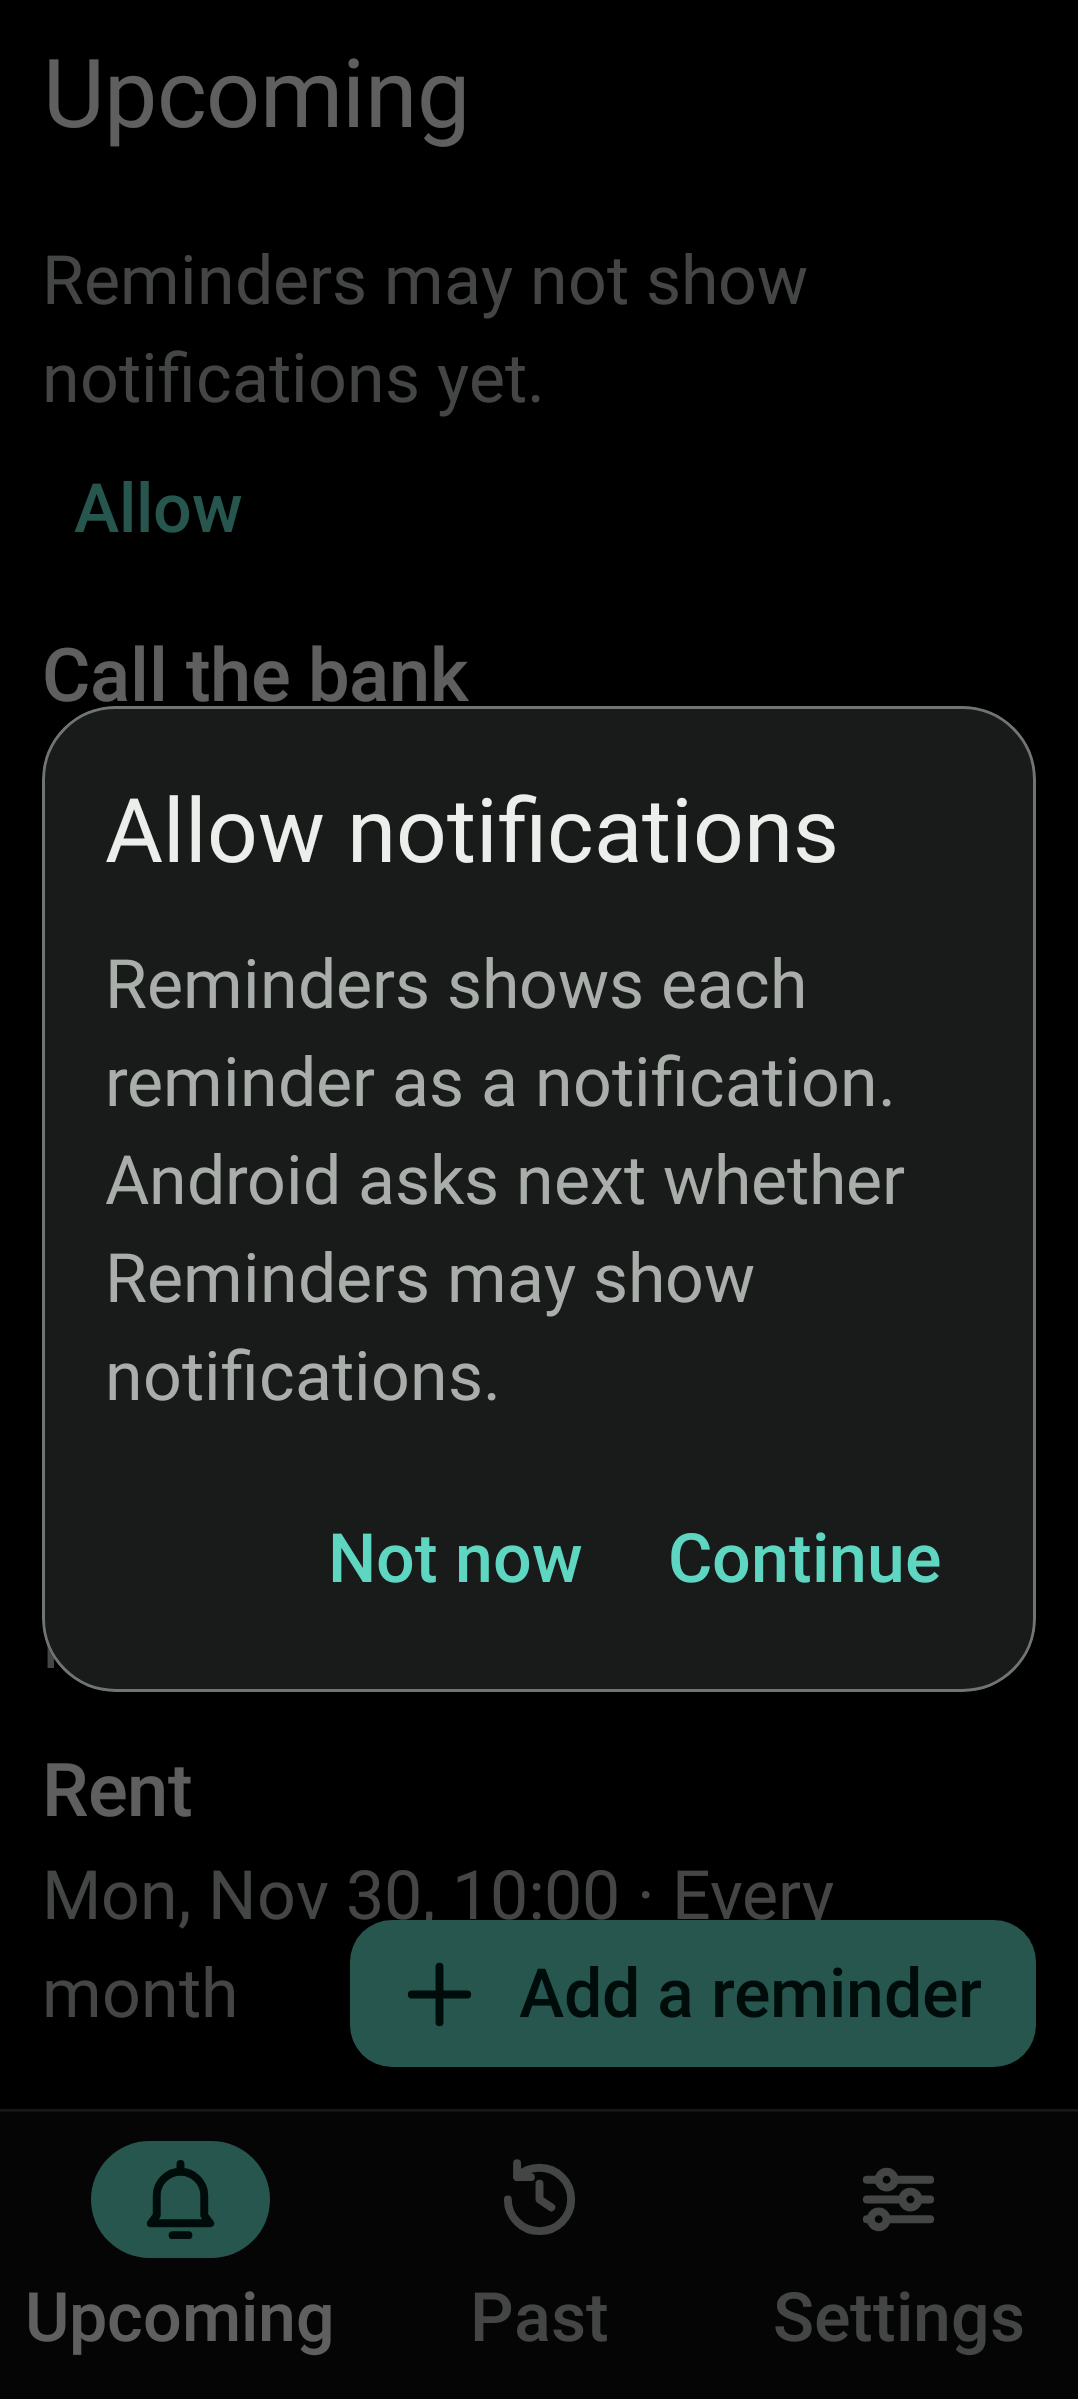 Upcoming
Reminders may not show
notifications yet.
Allow
Call the bank
Allow notifications
Reminders shows each
reminder as a notification.
Android asks next whether
Reminders may show
notifications.
Not now
Continue
Rent
Mon, Nov 30, 10:00 · Every
month
Add a reminder
Upcoming
Past
Settings